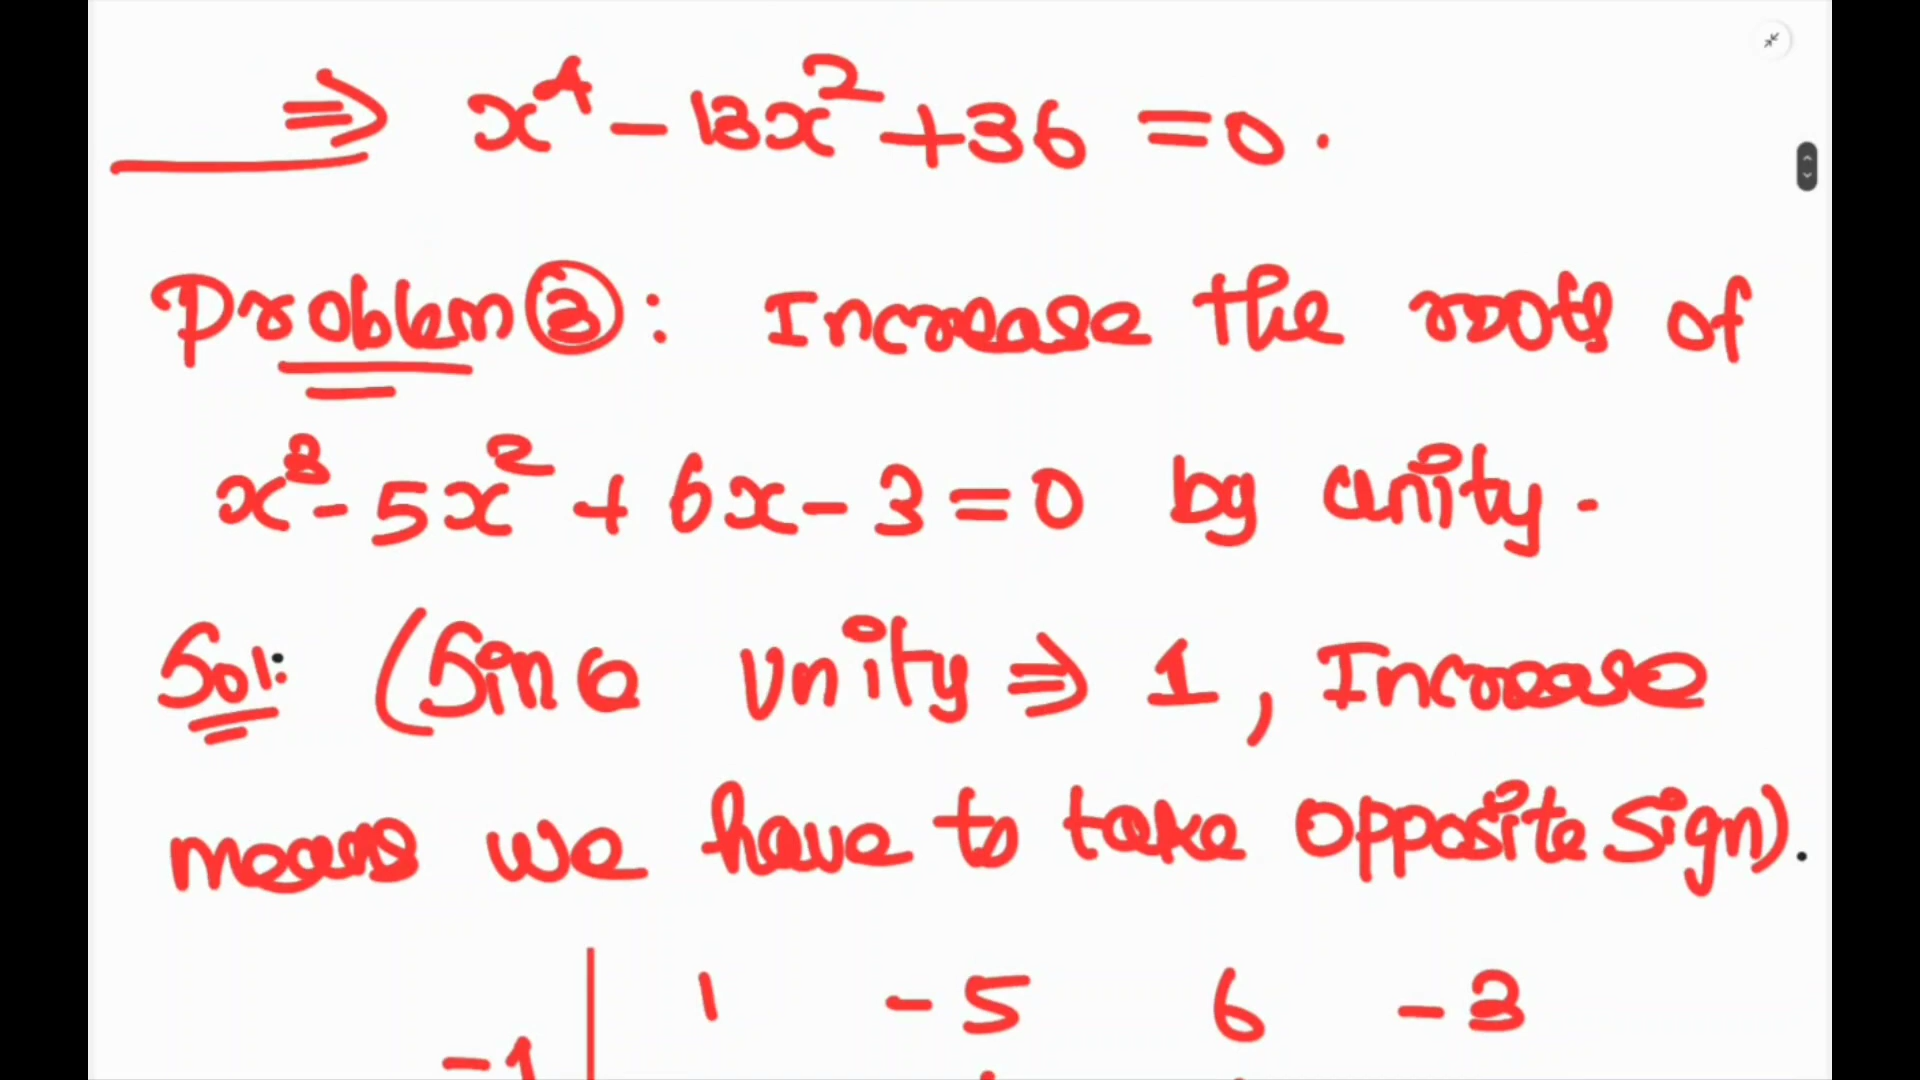 ⇒ x⁴ - 13x² + 36 = 0.
Problem ③: Increase the roots of
x³ - 5x² + 6x - 3 = 0 by unity.
Sol: (Since Unity ⇒ 1, Increase
means we have to take opposite sign).
1 -5 6 -3
-1